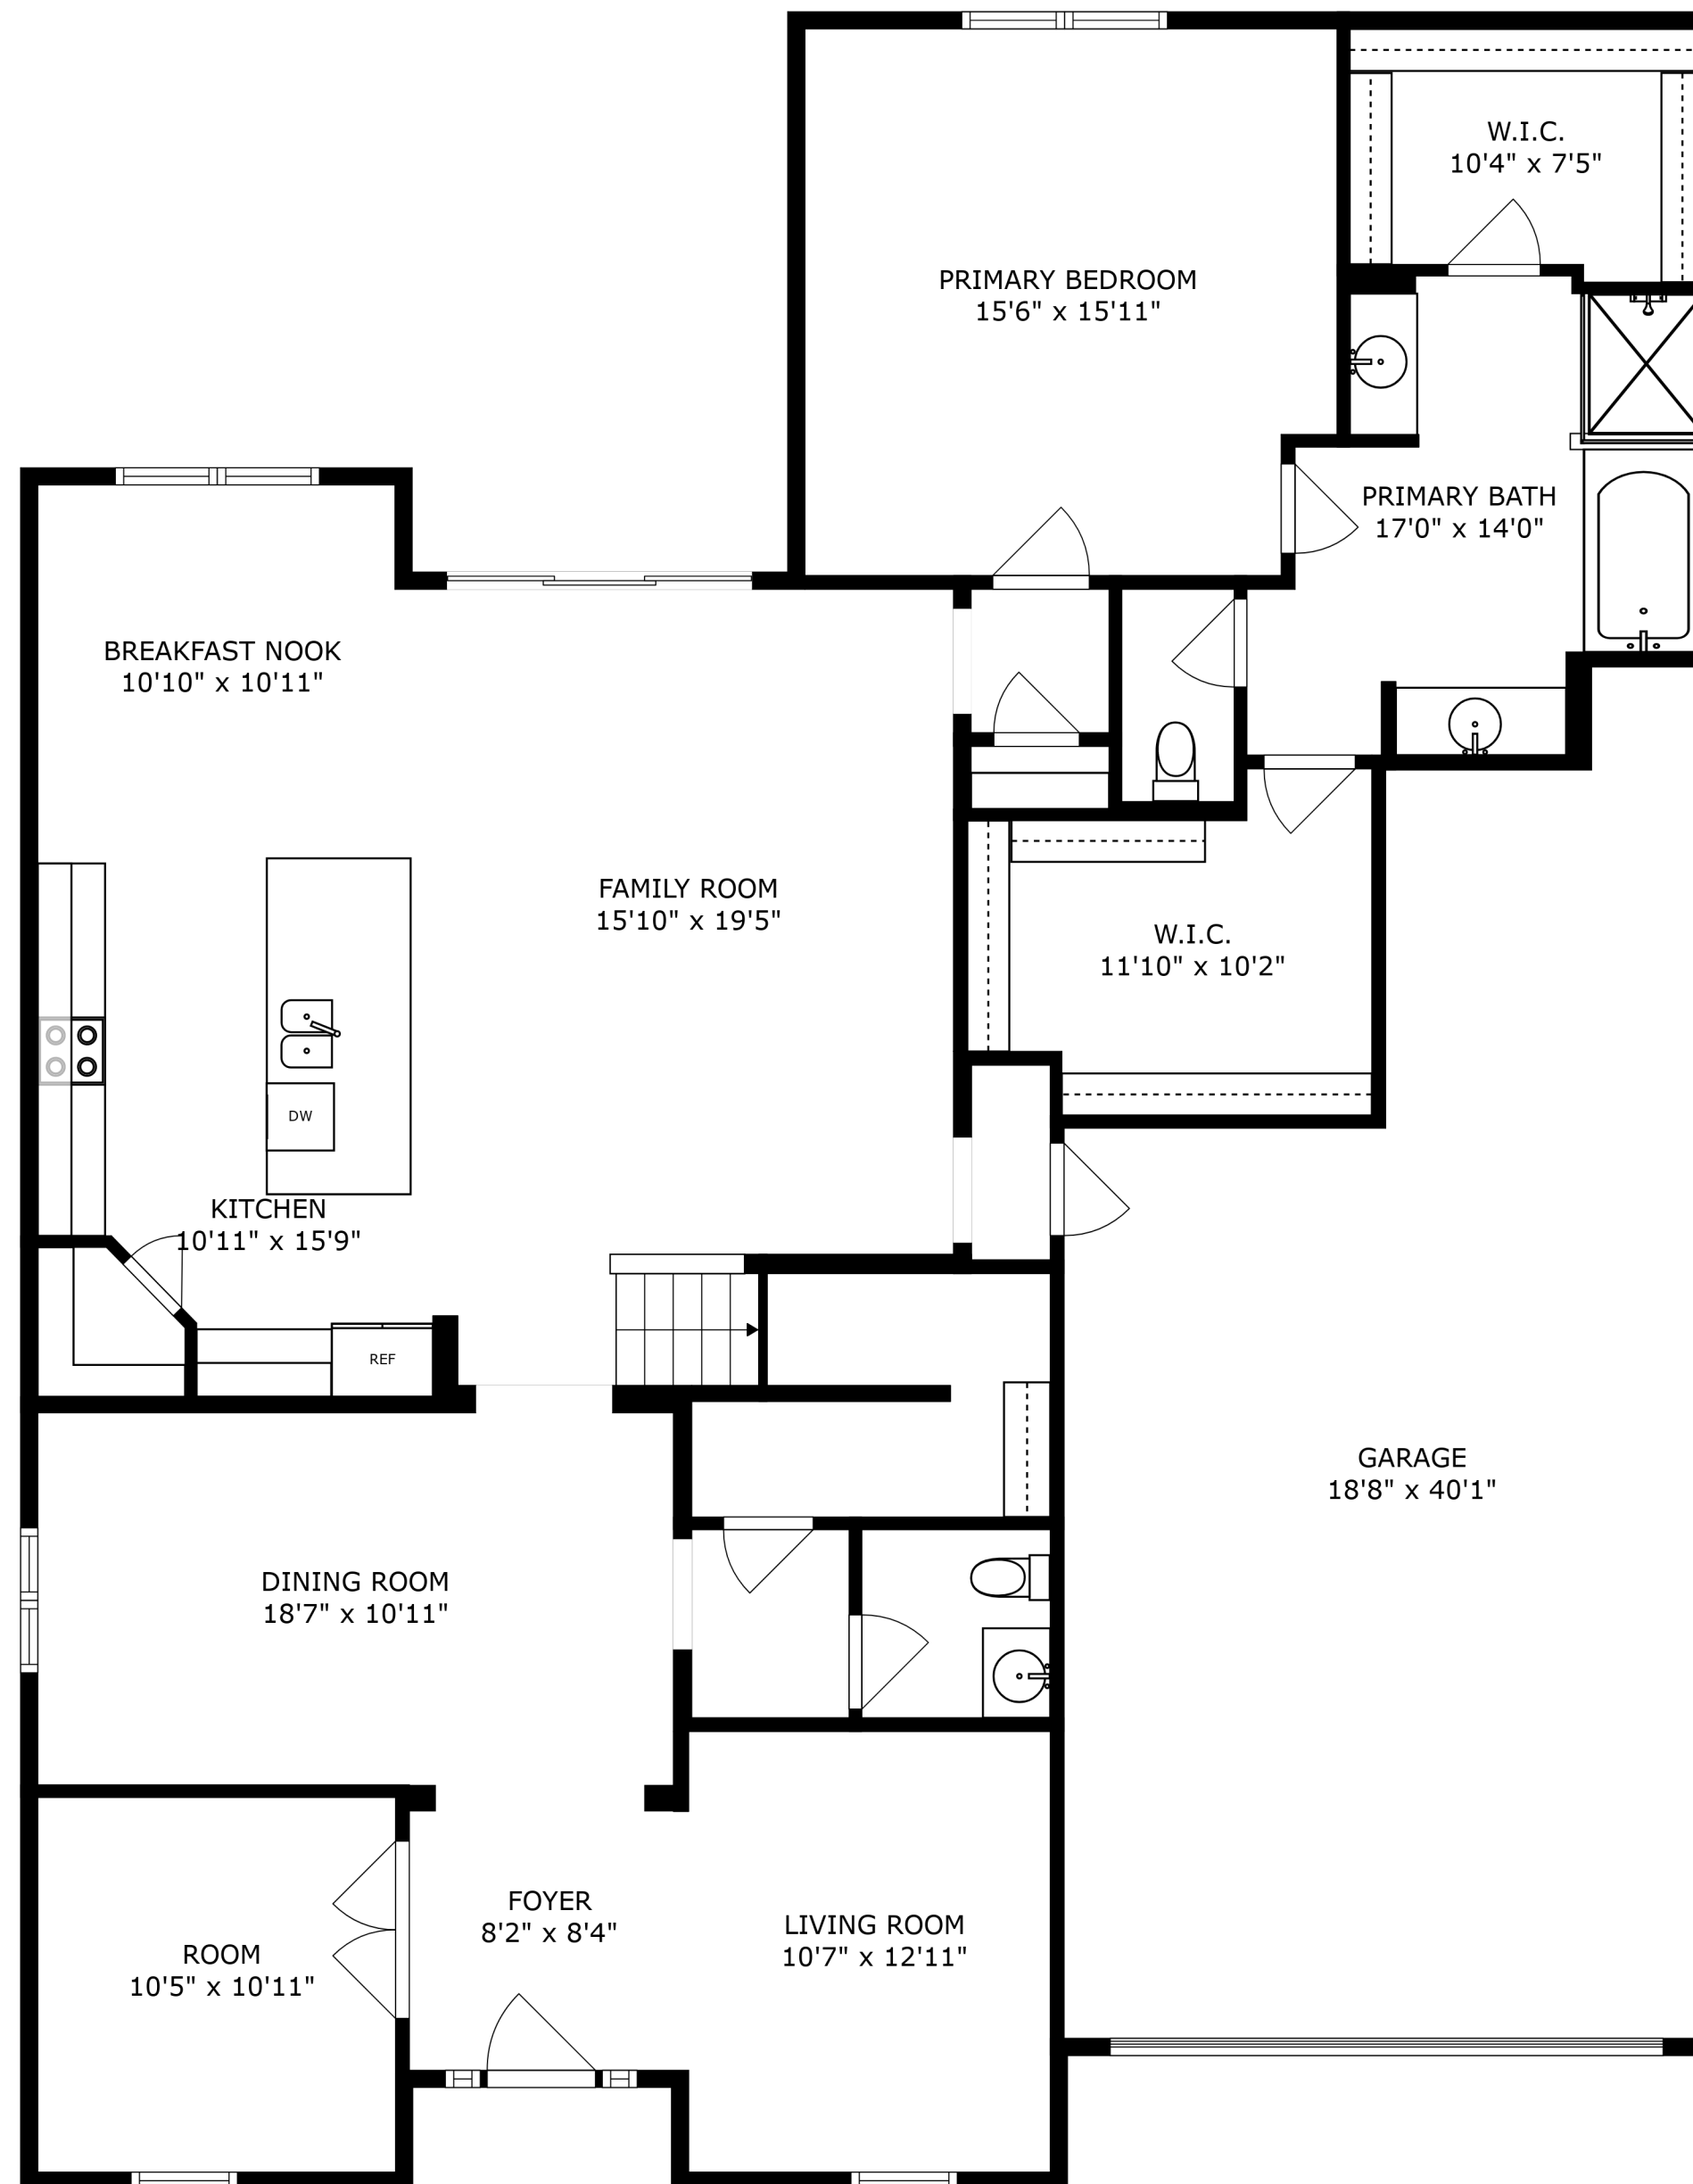 W.I.C.
10'4" x 7'5"
PRIMARY BEDROOM
15'6" x 15'11"
PRIMARY BATH
17'0" x 14'0"
BREAKFAST NOOK
10'10" x 10'11"
FAMILY ROOM
15'10" x 19'5"
W.I.C.
11'10" x 10'2"
DW
KITCHEN
10'11" x 15'9"
REF
GARAGE
18'8" x 40'1"
DINING ROOM
18'7" x 10'11"
FOYER
8'2" x 8'4"
LIVING ROOM
10'7" x 12'11"
ROOM
10'5" x 10'11"